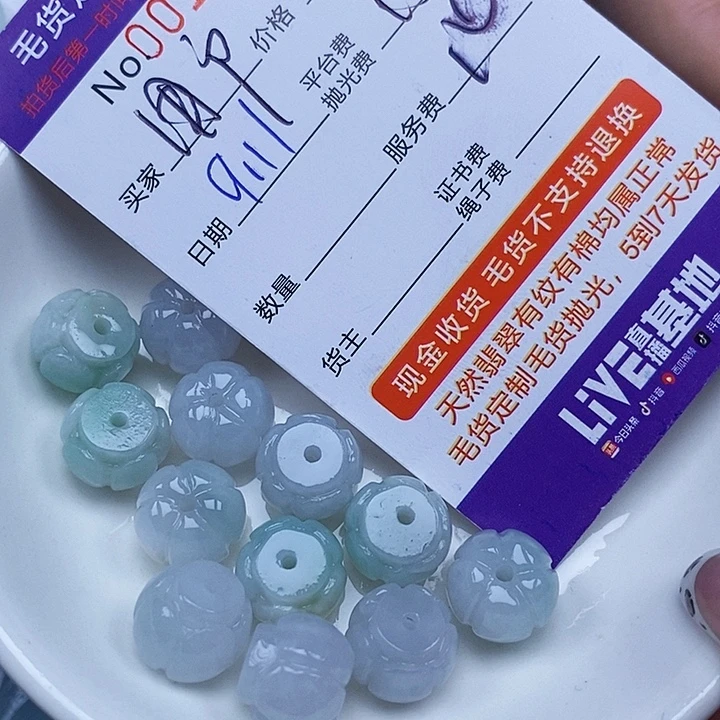 毛货
拍货后第一时间
No 00
价格
买家
平台费
抛光费
日期 9.11
服务费
数量
证书费
绳子费
货主
现金收货 毛货不支持退换
天然翡翠有纹有棉均属正常
毛货定制毛货抛光，5到7天发货
LiVE直播基地
今日头条 抖音 西瓜视频 抖音